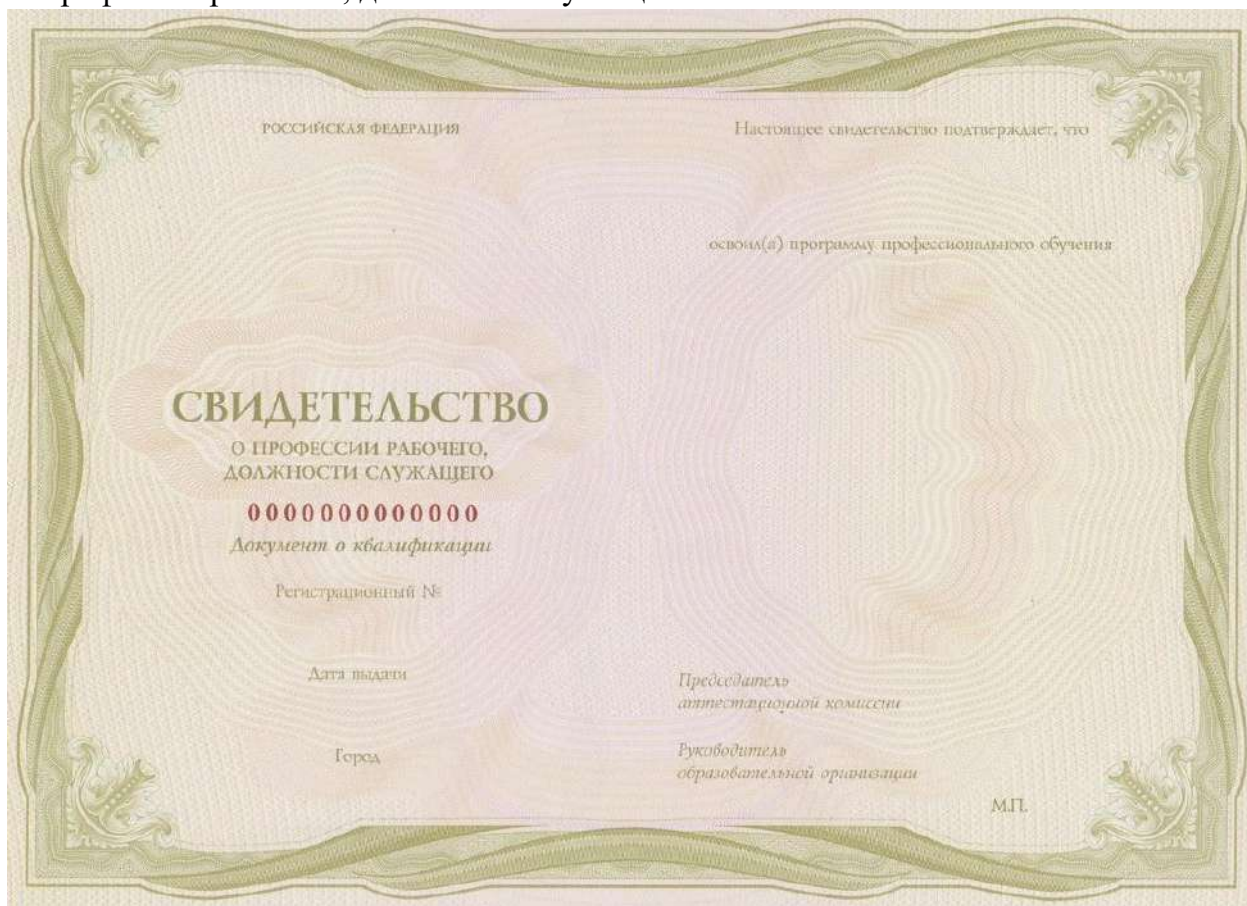 РОССИЙСКАЯ ФЕДЕРАЦИЯ
СВИДЕТЕЛЬСТВО
О ПРОФЕССИИ РАБОЧЕГО,
ДОЛЖНОСТИ СЛУЖАЩЕГО
0000000000000
Документ о квалификации
Регистрационный №
Дата выдачи
Город
Настоящее свидетельство подтверждает, что
освоил(а) программу профессионального обучения
Председатель
аттестационной комиссии
Руководитель
образовательной организации
М.П.